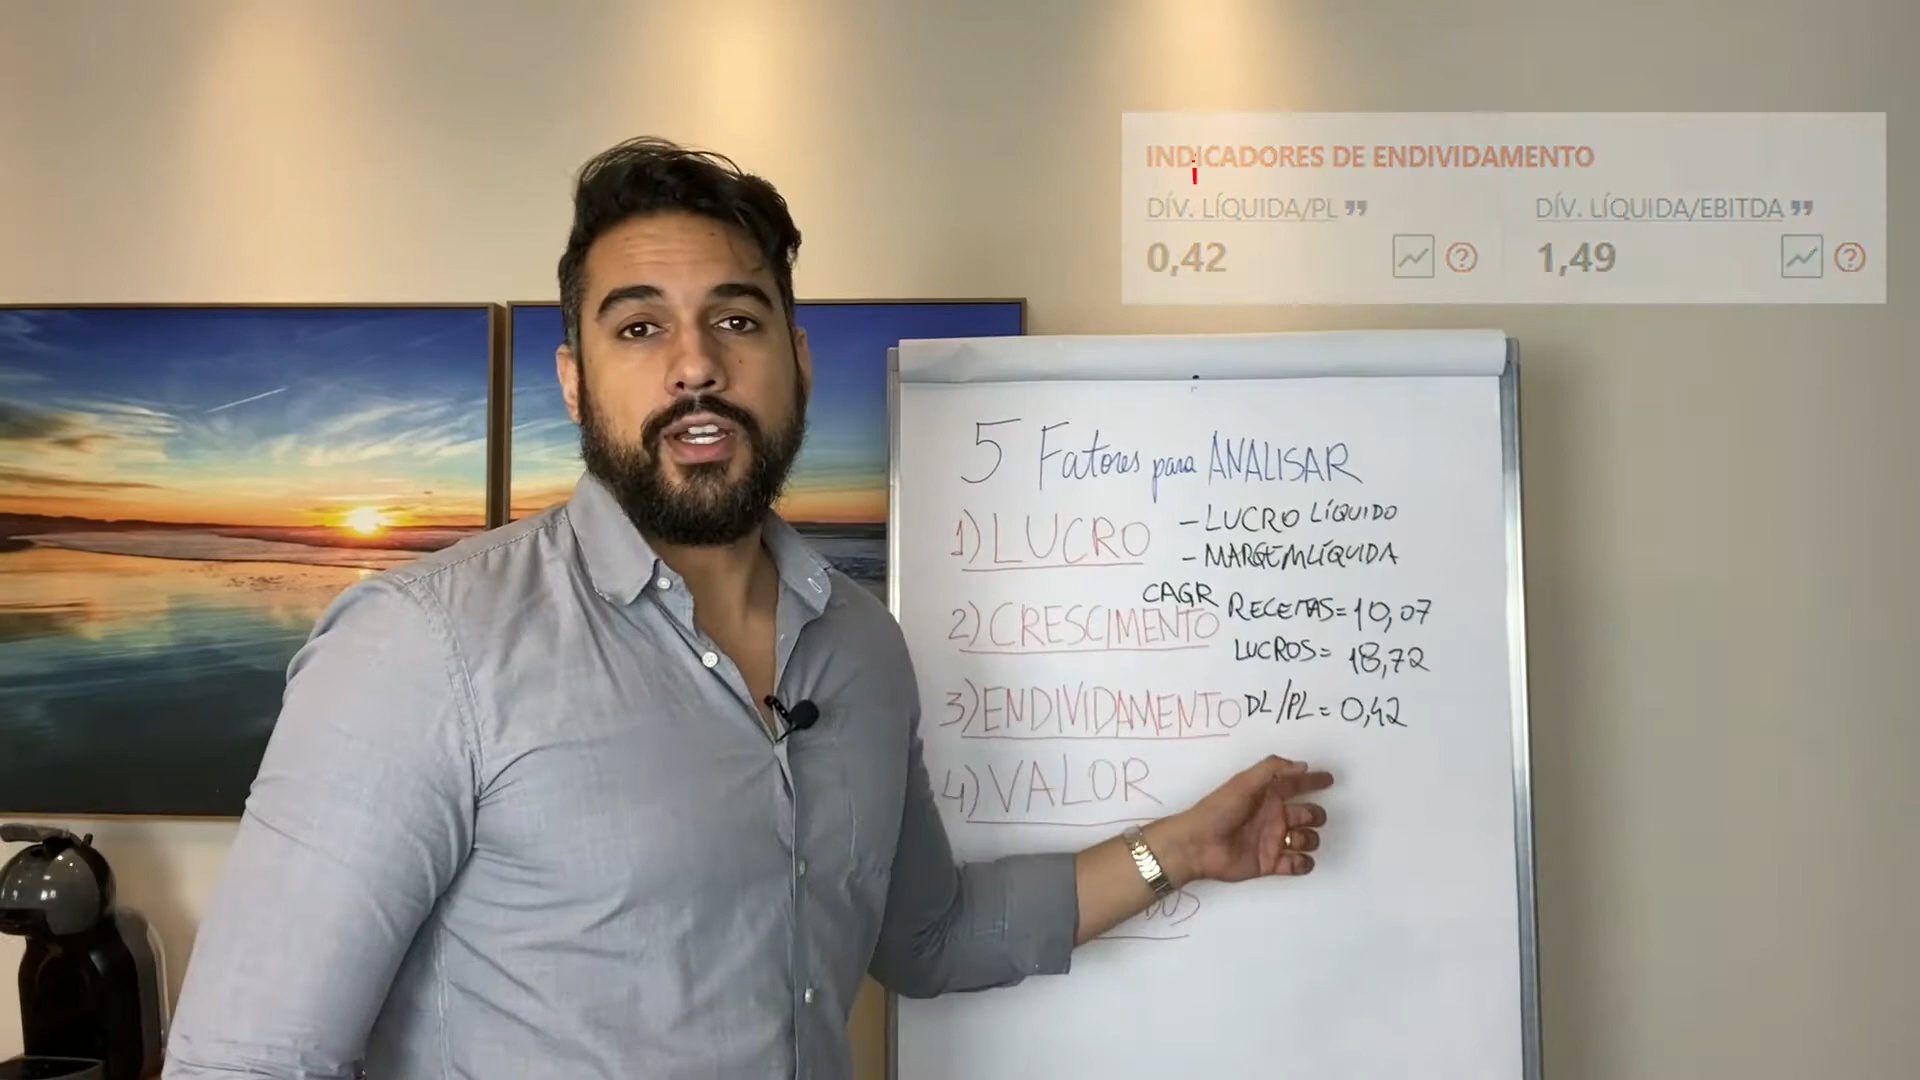 INDICADORES DE ENDIVIDAMENTO
DÍV. LÍQUIDA/PL
DÍV. LÍQUIDA/EBITDA
0,42
1,49
5 Fatores para ANALISAR
1) LUCRO
- LUCRO LÍQUIDO
- MARGEM LÍQUIDA
2) CRESCIMENTO
CAGR
RECEITAS = 10,07
LUCROS = 18,72
3) ENDIVIDAMENTO DL/PL = 0,42
4) VALOR